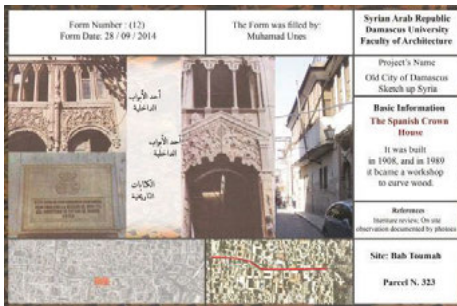 Form Number : (12)
Form Date: 28 / 09 / 2014
The Form was filled by:
Muhamad Unes
Syrian Arab Republic
Damascus University
Faculty of Architecture
Project's Name
Old City of Damascus
Sketch up Syria
Basic Information
The Spanish Crown
House
It was built
in 1908, and in 1989
it bcame a workshop
to curve wood.
References
literture review; On site
observation documented by photoes
Site: Bab Toumah
Parcel N. 323
أحد الأبواب
الداخلية
أحد الأبواب
الداخلية
الكتابات
التاريخية